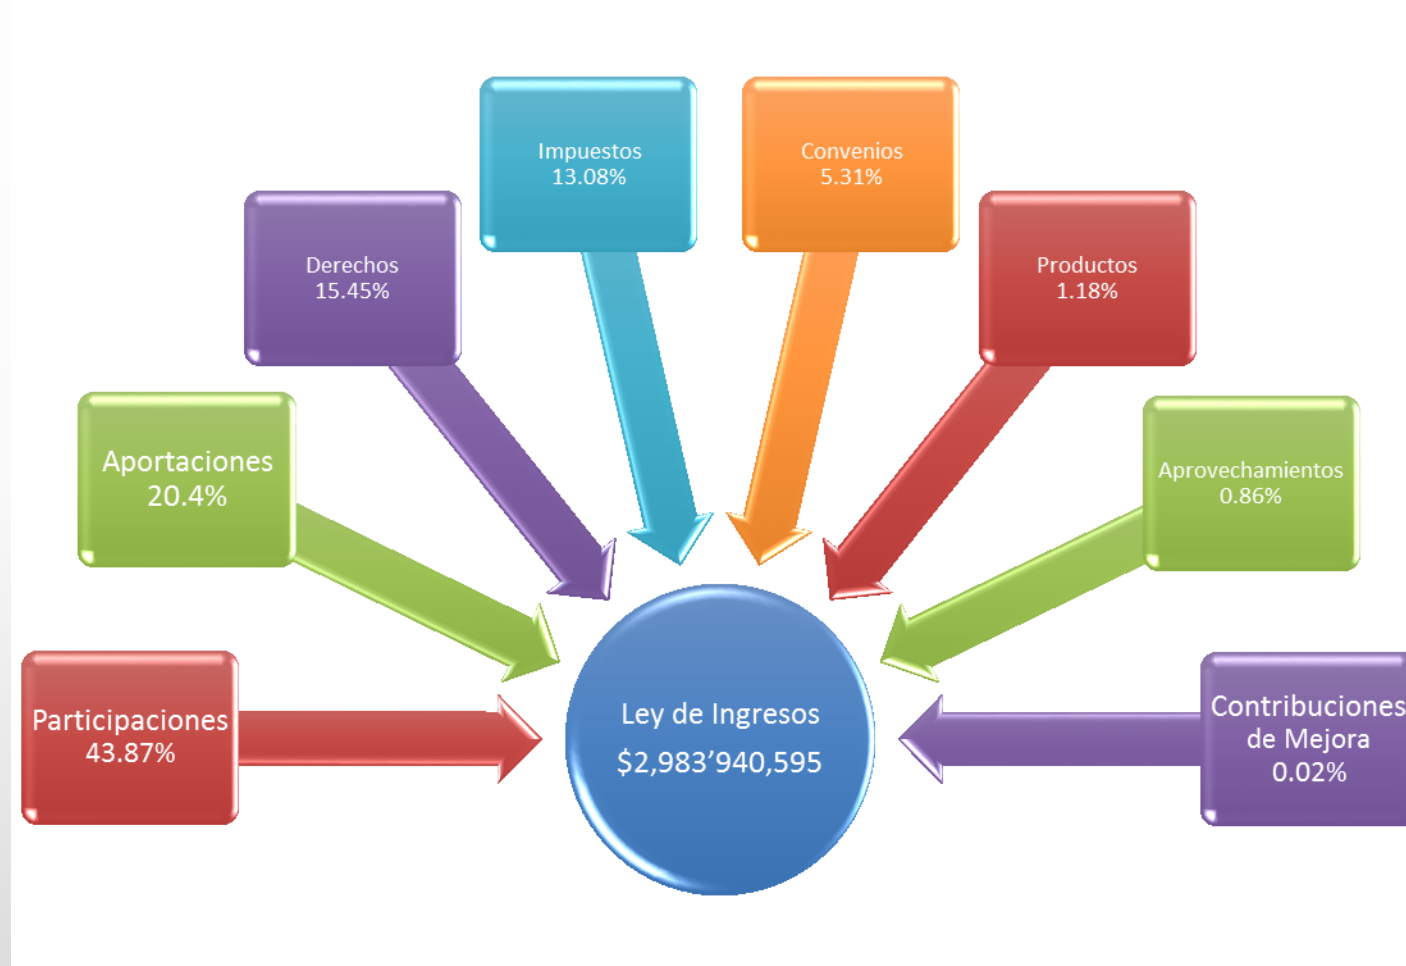 Impuestos
13.08%
Convenios
5.31%
Derechos
15.45%
Productos
1.18%
Aportaciones
20.4%
Aprovechamientos
0.86%
Participaciones
43.87%
Ley de Ingresos
$2,983’940,595
Contribuciones
de Mejora
0.02%